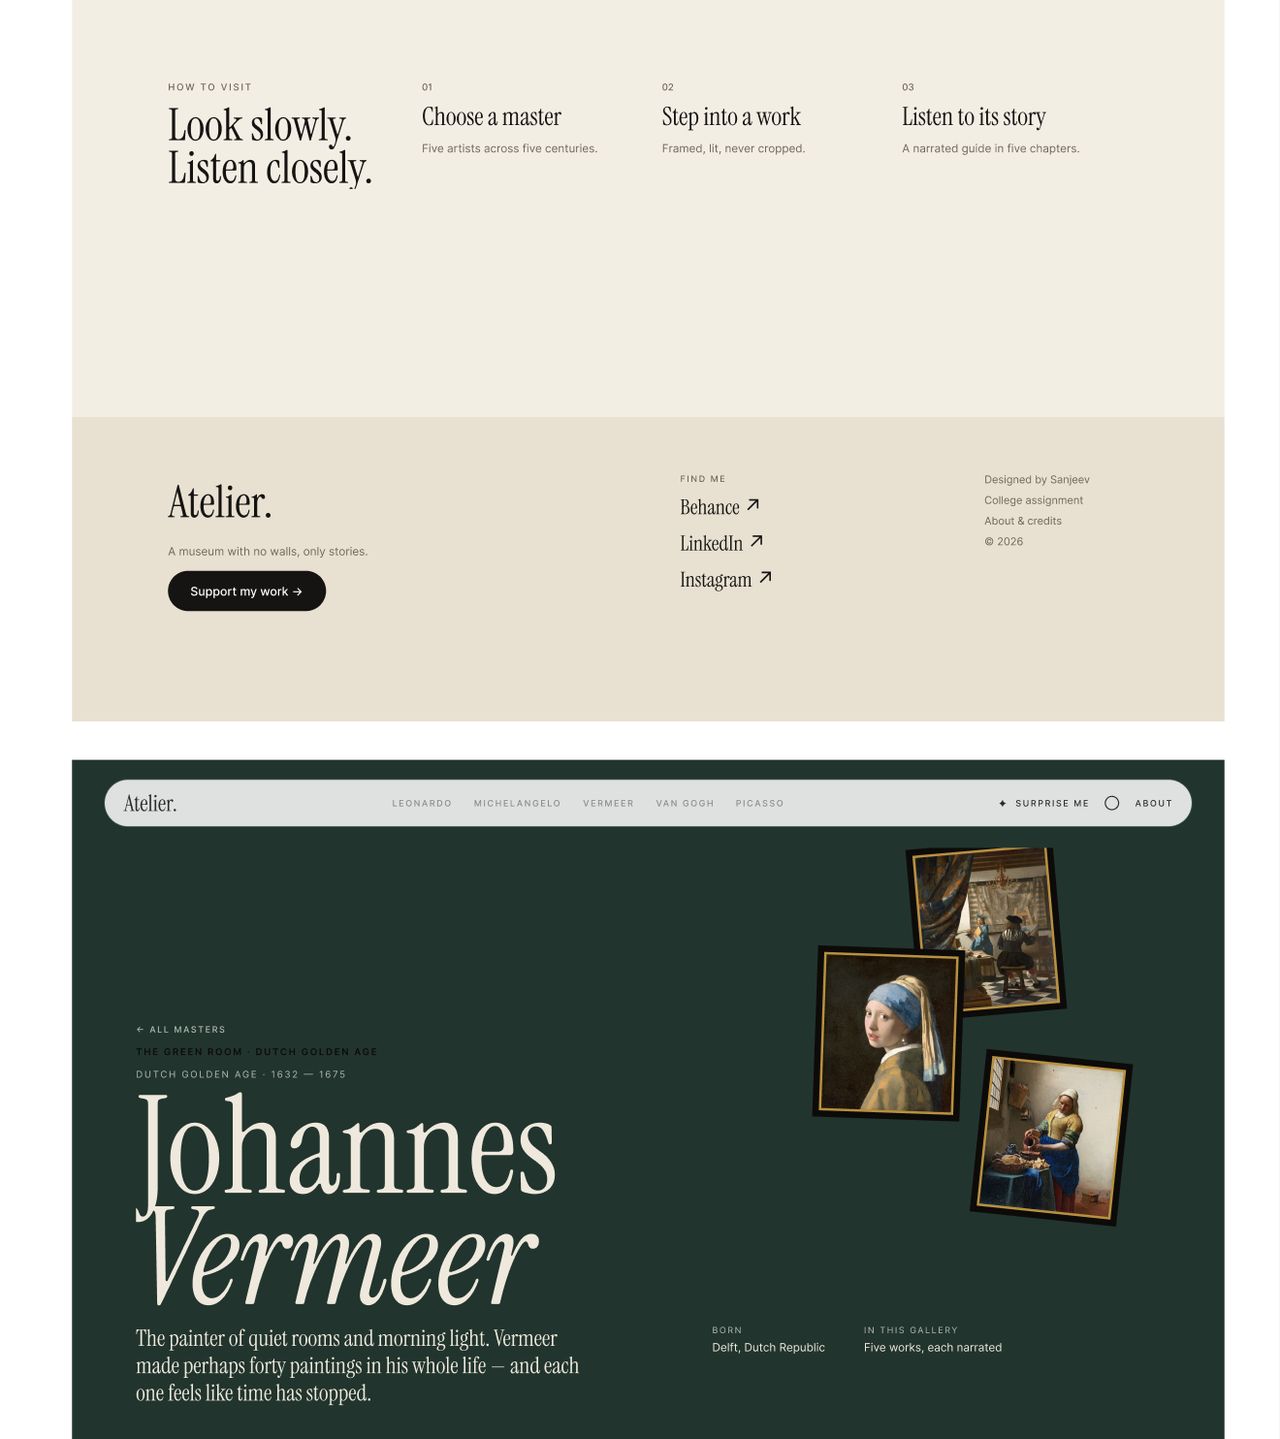 HOW TO VISIT
Look slowly.
Listen closely.
01
Choose a master
Five artists across five centuries.
02
Step into a work
Framed, lit, never cropped.
03
Listen to its story
A narrated guide in five chapters.
Atelier.
A museum with no walls, only stories.
Support my work →
FIND ME
Behance ↗
LinkedIn ↗
Instagram ↗
Designed by Sanjeev
College assignment
About & credits
© 2026
Atelier.
LEONARDO MICHELANGELO VERMEER VAN GOGH PICASSO
✦ SURPRISE ME ABOUT
← ALL MASTERS
THE GREEN ROOM · DUTCH GOLDEN AGE
DUTCH GOLDEN AGE · 1632 — 1675
Johannes
Vermeer
The painter of quiet rooms and morning light. Vermeer
made perhaps forty paintings in his whole life — and each
one feels like time has stopped.
BORN
Delft, Dutch Republic
IN THIS GALLERY
Five works, each narrated